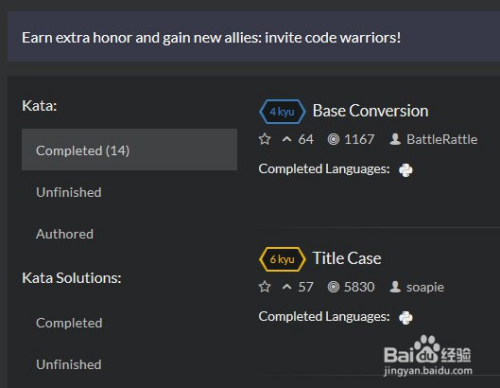 Earn extra honor and gain new allies: invite code warriors!
Kata:
Completed (14)
Unfinished
Authored
Kata Solutions:
Completed
Unfinished
4 kyu Base Conversion
64 1167 BattleRattle
Completed Languages:
6 kyu Title Case
57 5830 soapie
Completed Languages:
Baidu 经验
jingyan.baidu.com